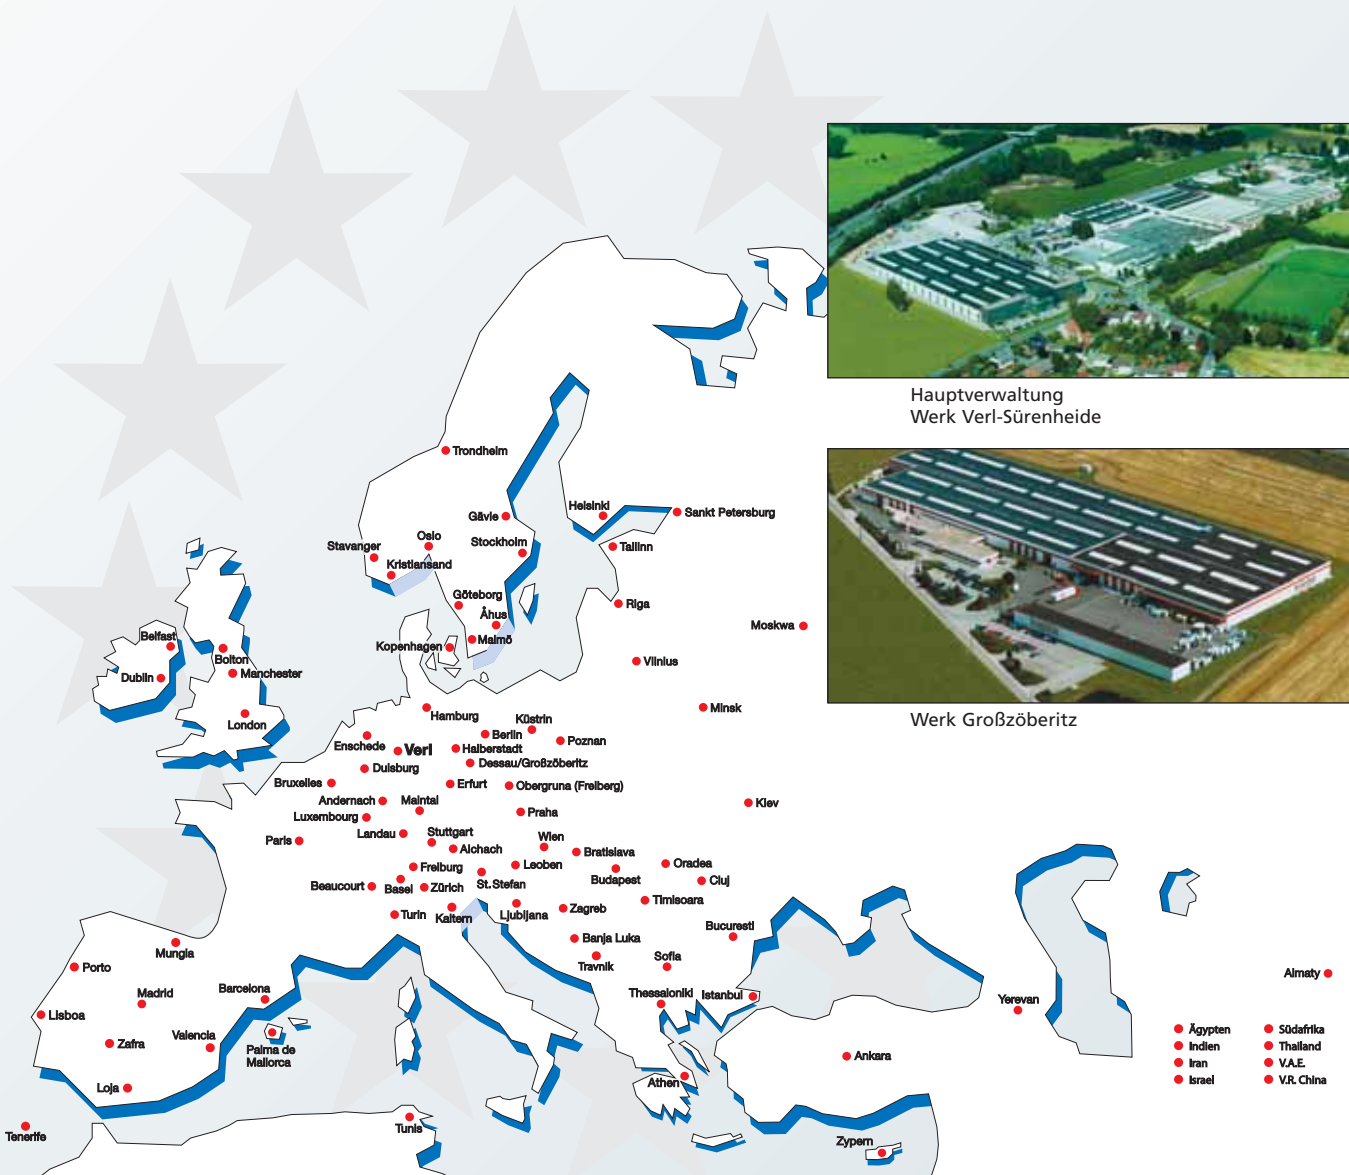 Hauptverwaltung
Werk Verl-Sürenheide
Werk Großzöberitz
Trondheim
Gävle
Helsinki
Sankt Petersburg
Oslo
Stockholm
Tallinn
Stavanger
Kristiansand
Göteborg
Åhus
Riga
Moskwa
Malmö
Kopenhagen
Belfast
Bolton
Manchester
Dublin
London
Vilnius
Minsk
Hamburg
Küstrin
Berlin
Poznan
Enschede
Verl
Halberstadt
Dessau/Großzöberitz
Duisburg
Bruxelles
Erfurt
Obergruna (Freiberg)
Andernach
Maintal
Kiev
Luxembourg
Praha
Landau
Stuttgart
Wien
Paris
Aichach
Bratislava
Freiburg
Leoben
Oradea
Budapest
Cluj
Beaucourt
Basel
Zürich
St. Stefan
Timisoara
Turin
Kaltern
Ljubljana
Zagreb
Bucuresti
Banja Luka
Travnik
Sofia
Mungia
Porto
Madrid
Barcelona
Thessaloniki
Istanbul
Almaty
Yerevan
Lisboa
Zafra
Valencia
Palma de
Mallorca
Ankara
Loja
Athen
Tenerife
Tunis
Zypern
Ägypten
Indien
Iran
Israel
Südafrika
Thailand
V.A.E.
V.R. China